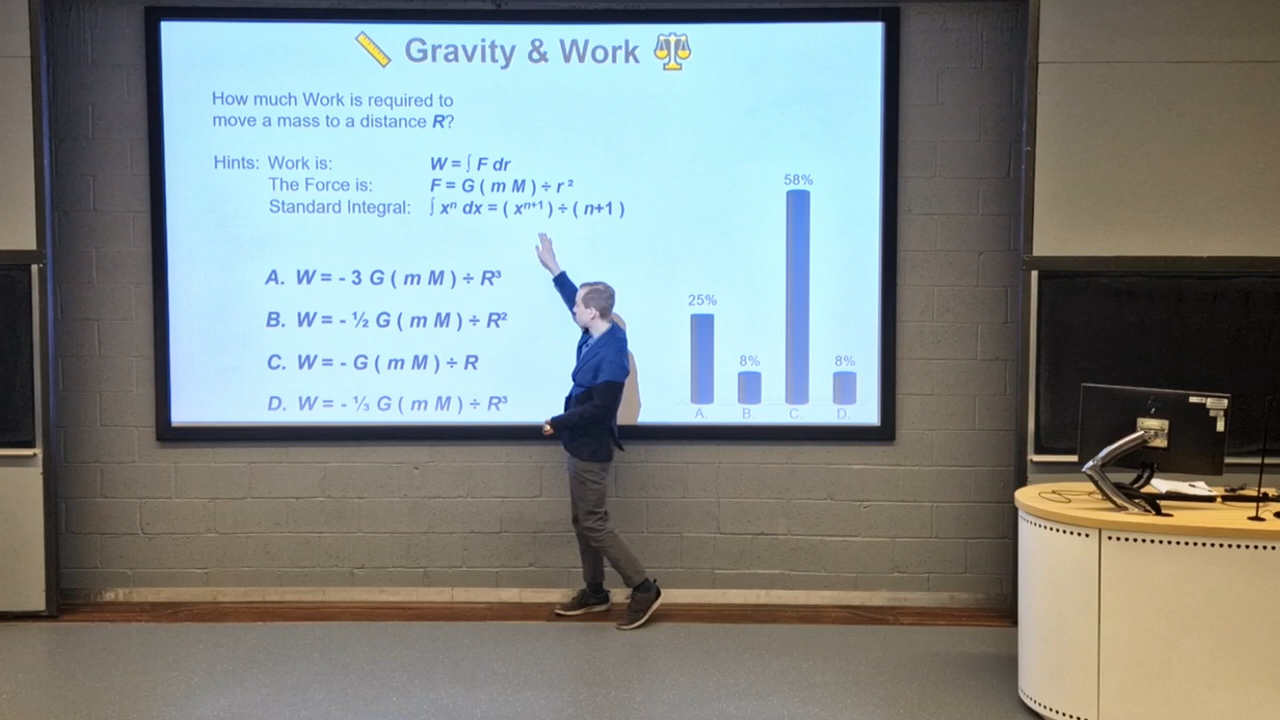 Gravity & Work
How much Work is required to
move a mass to a distance R?
Hints: Work is: W = ∫ F dr
The Force is: F = G ( m M ) ÷ r ²
Standard Integral: ∫ xⁿ dx = ( xⁿ⁺¹ ) ÷ ( n+1 )
A. W = - 3 G ( m M ) ÷ R³
B. W = - ½ G ( m M ) ÷ R²
C. W = - G ( m M ) ÷ R
D. W = - ⅓ G ( m M ) ÷ R³
58%
25%
8%
8%
A. B. C. D.